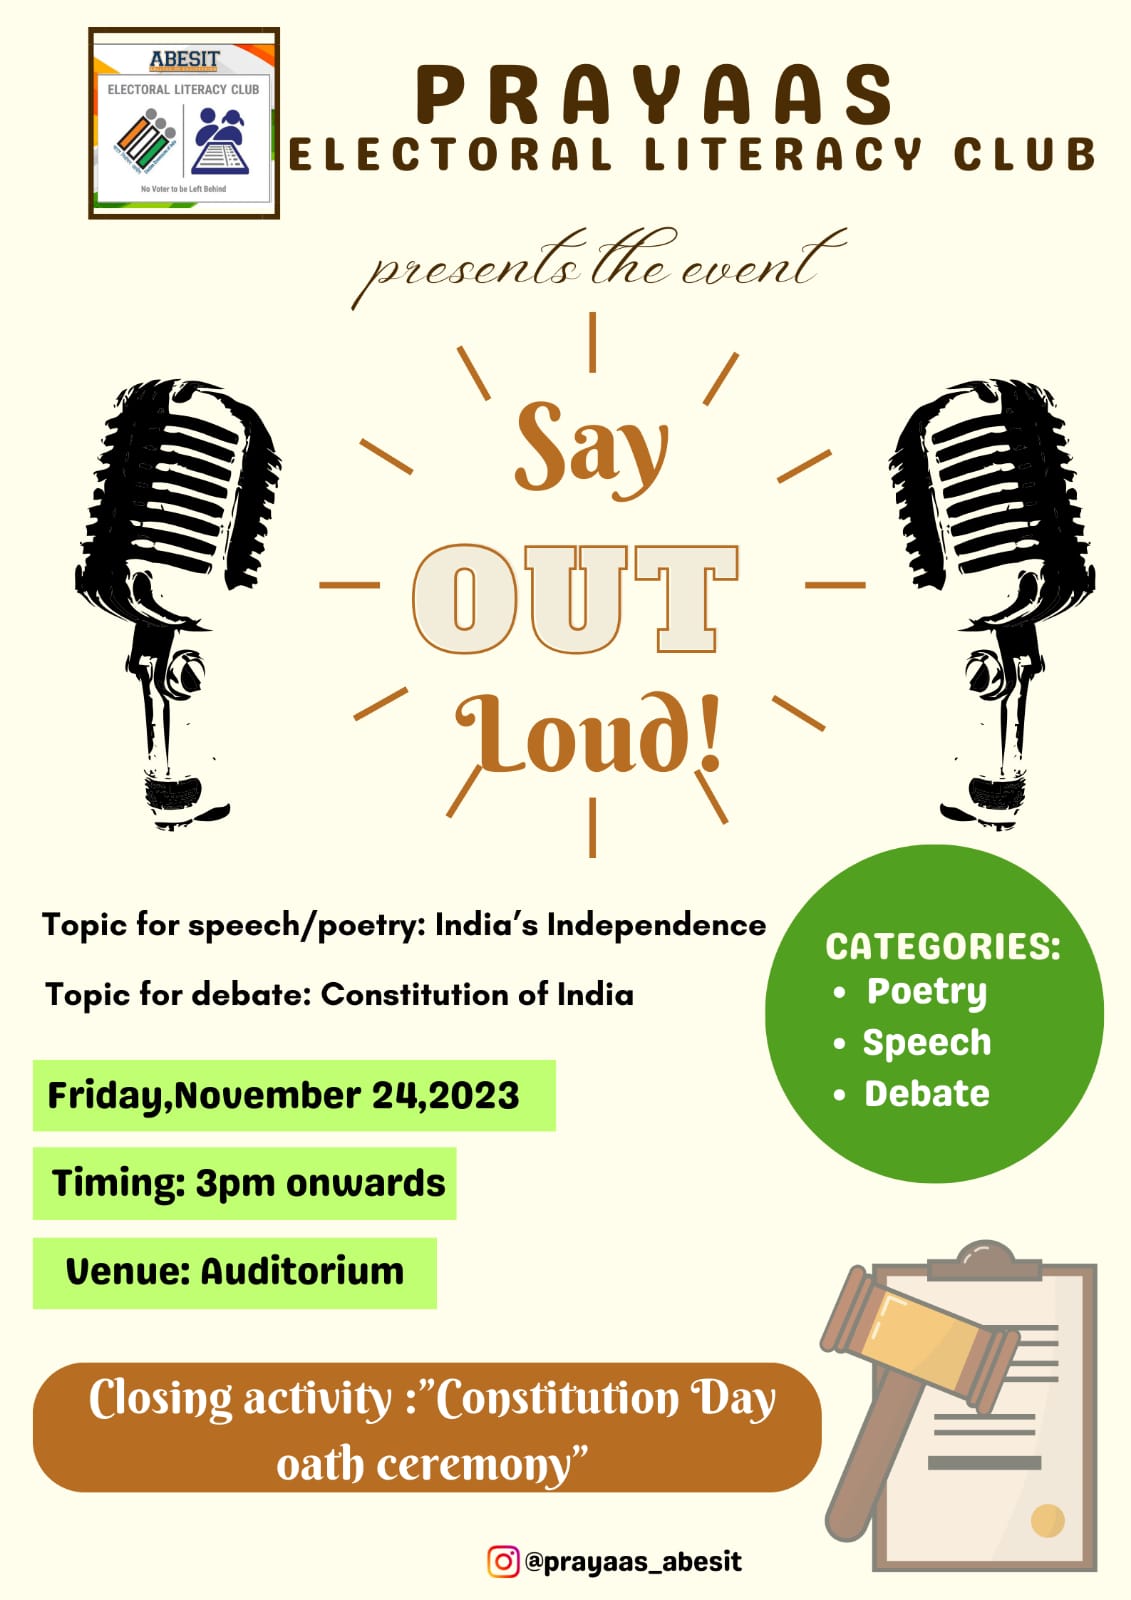 ABESIT
ELECTORAL LITERACY CLUB
No Voter to be Left Behind
PRAYAAS
ELECTORAL LITERACY CLUB
presents the event
Say
OUT
Loud!
Topic for speech/poetry: India's Independence
Topic for debate: Constitution of India
CATEGORIES:
• Poetry
• Speech
• Debate
Friday,November 24,2023
Timing: 3pm onwards
Venue: Auditorium
Closing activity :"Constitution Day
oath ceremony"
@prayaas_abesit